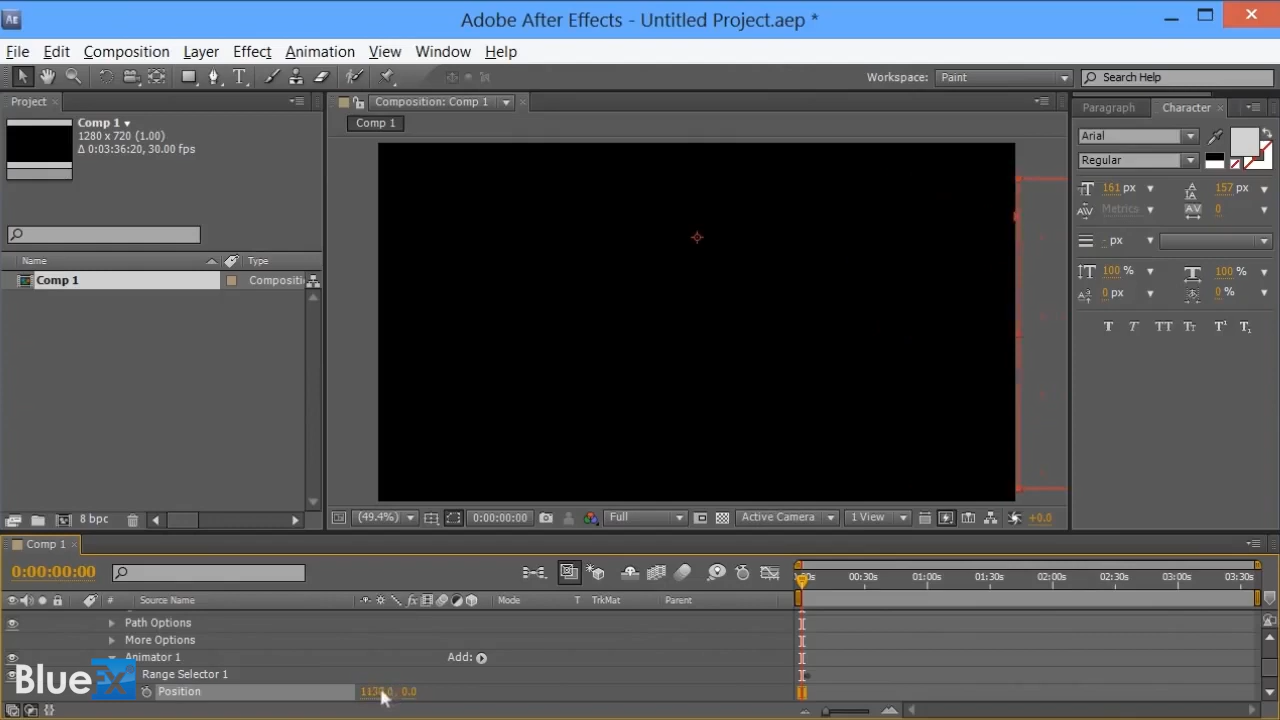 Adobe After Effects - Untitled Project.aep *
File Edit Composition Layer Effect Animation View Window Help
Workspace: Paint Search Help
Project Composition: Comp 1 Paragraph Character
Comp 1
1280 x 720 (1.00)
Δ 0:03:36:20, 30.00 fps
Comp 1
Arial
Regular
161 px 157 px
Metrics 0
- px
100 % 100 %
0 px 0 %
T T TT Tt T¹ T₁
Name Type
Comp 1 Compositi
8 bpc (49.4%) 0:00:00:00 Full Active Camera 1 View +0.0
Comp 1
0:00:00:00 00:30s 01:00s 01:30s 02:00s 02:30s 03:00s 03:30s
# Source Name Mode T TrkMat Parent
Path Options
More Options
Animator 1 Add:
Range Selector 1
Position 0.0
BlueFX